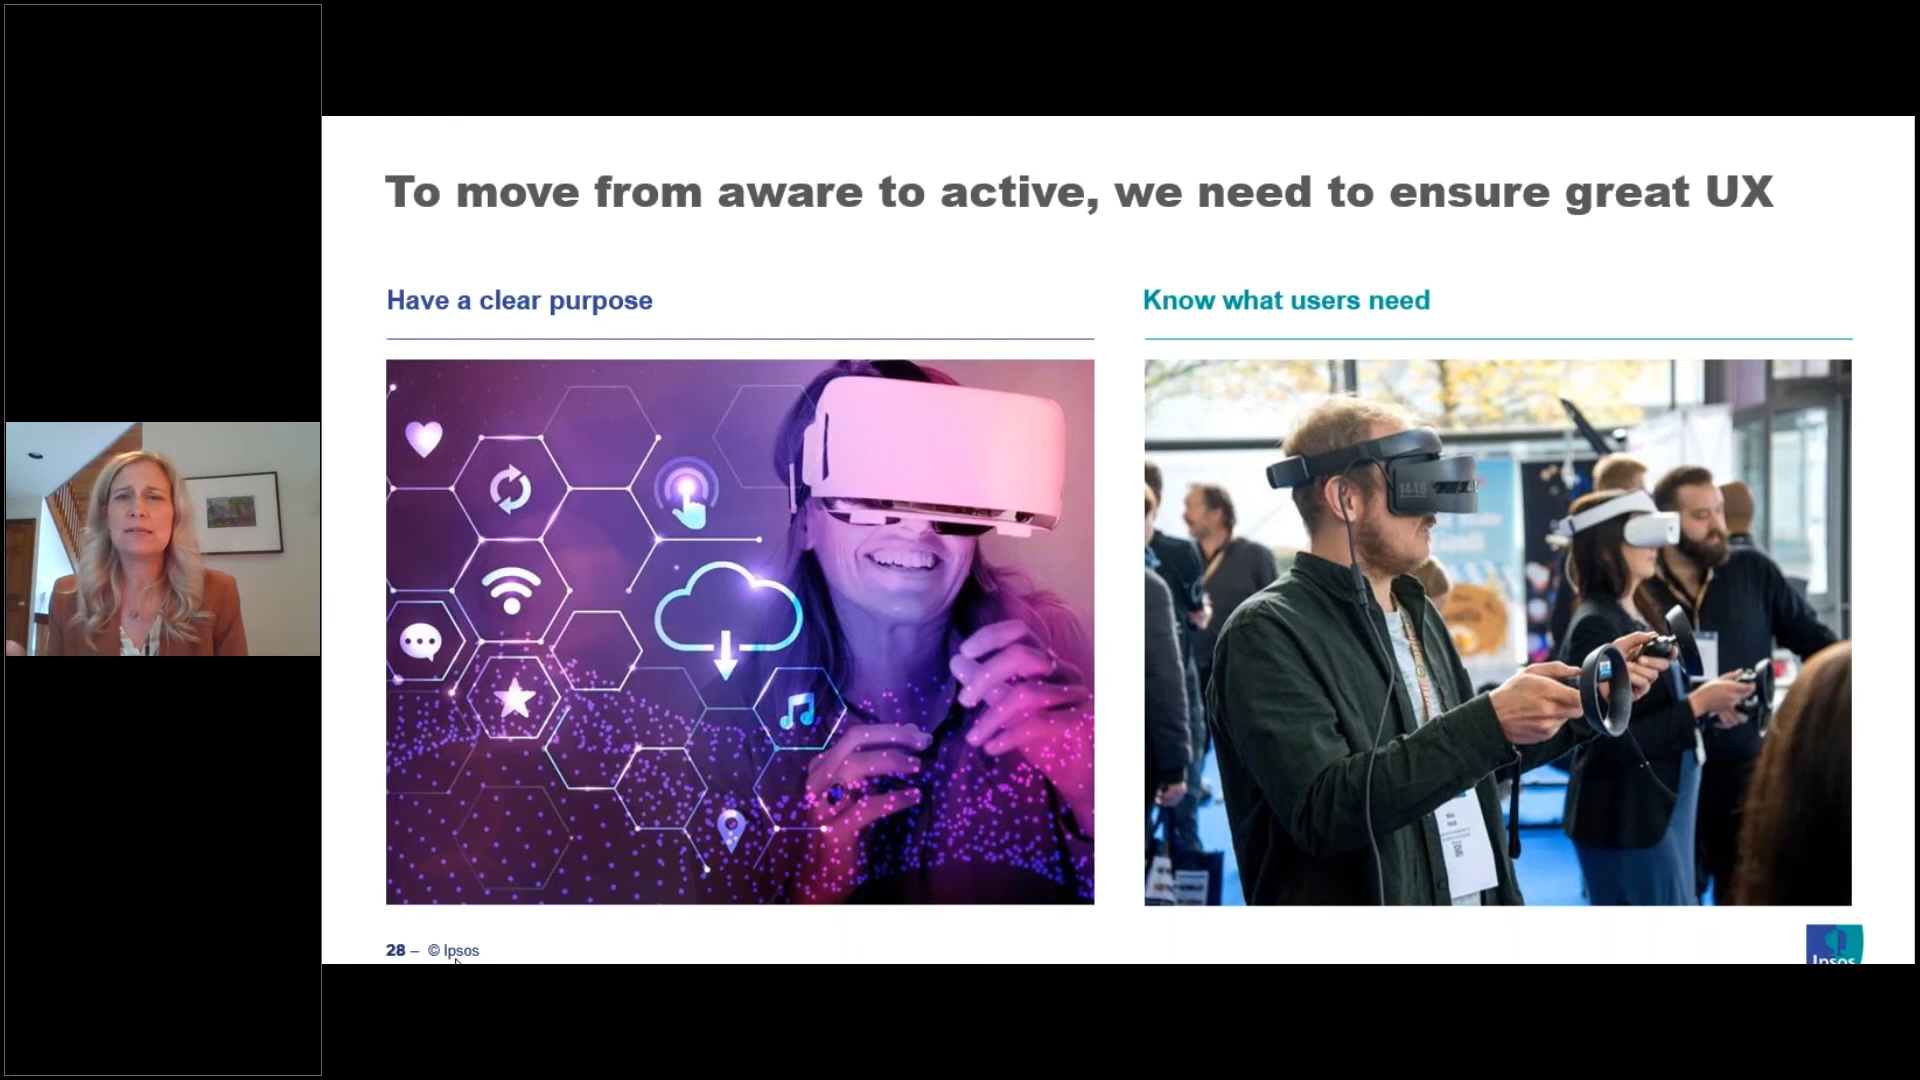 To move from aware to active, we need to ensure great UX
Have a clear purpose
Know what users need
1440
28 – © Ipsos
Ipsos